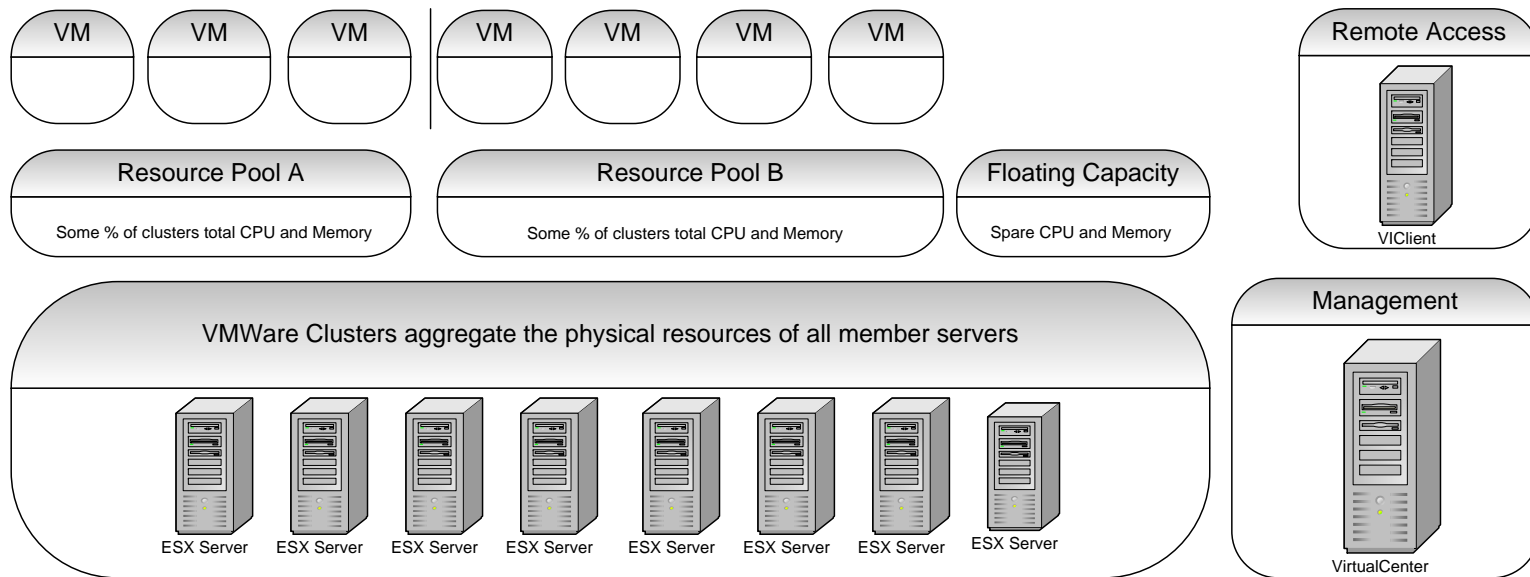 VM
VM
VM
VM
VM
VM
VM
Remote Access
VIClient
Resource Pool A
Some % of clusters total CPU and Memory
Resource Pool B
Some % of clusters total CPU and Memory
Floating Capacity
Spare CPU and Memory
VMWare Clusters aggregate the physical resources of all member servers
ESX Server
ESX Server
ESX Server
ESX Server
ESX Server
ESX Server
ESX Server
ESX Server
Management
VirtualCenter